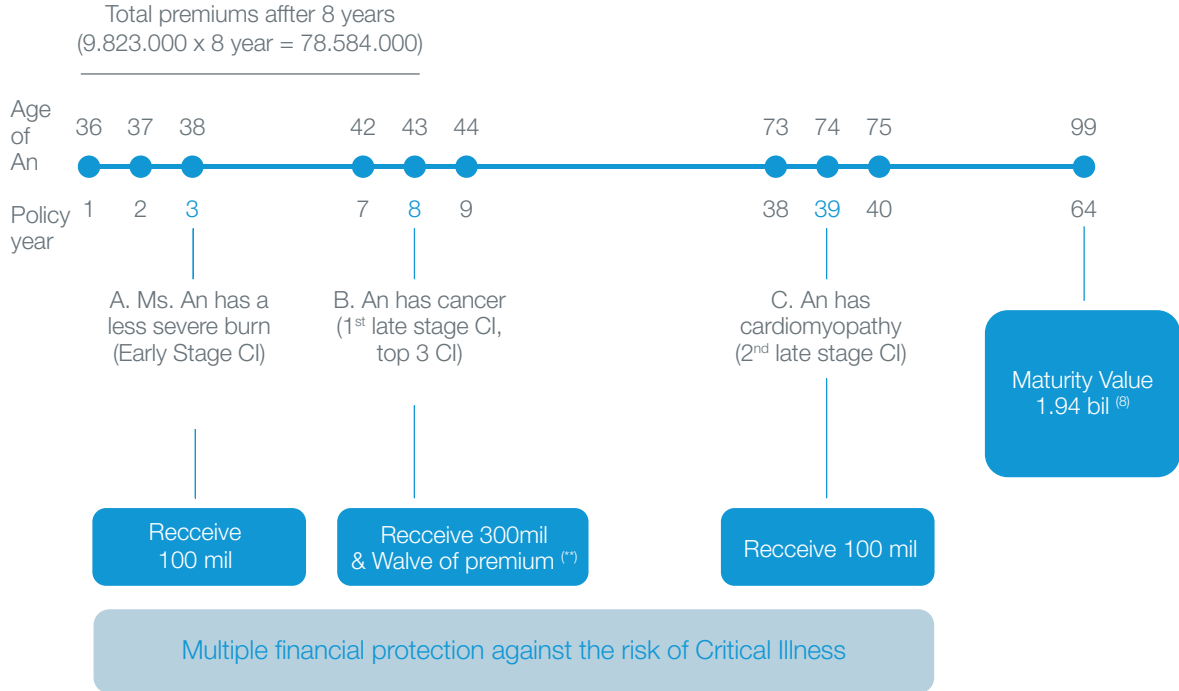 Total premiums affter 8 years
(9.823.000 x 8 year = 78.584.000)
Age
of
An
36 37 38 42 43 44 73 74 75 99
Policy
year
1 2 3 7 8 9 38 39 40 64
A. Ms. An has a
less severe burn
(Early Stage CI)
B. An has cancer
(1st late stage CI,
top 3 CI)
C. An has
cardiomyopathy
(2nd late stage CI)
Maturity Value
1.94 bil (8)
Recceive
100 mil
Recceive 300mil
& Walve of premium (**)
Recceive 100 mil
Multiple financial protection against the risk of Critical Illness